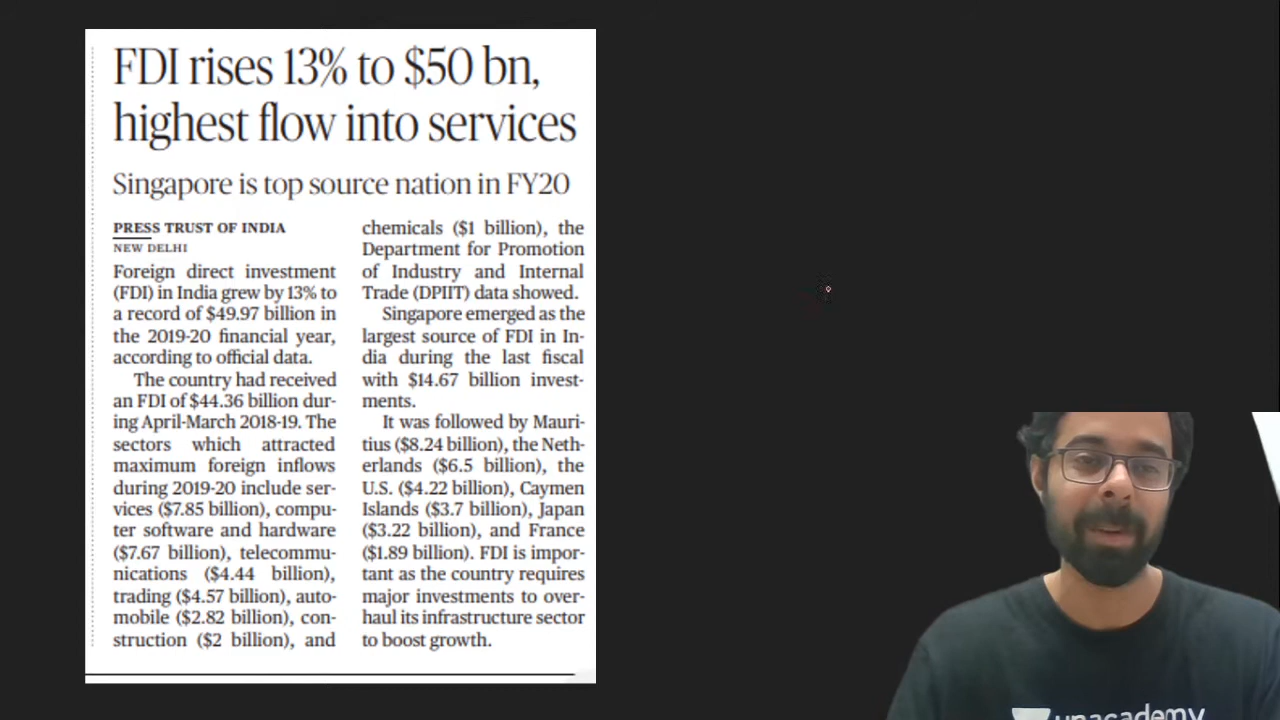 FDI rises 13% to $50 bn,
highest flow into services
Singapore is top source nation in FY20
PRESS TRUST OF INDIA
NEW DELHI
Foreign direct investment
(FDI) in India grew by 13% to
a record of $49.97 billion in
the 2019-20 financial year,
according to official data.
The country had received
an FDI of $44.36 billion dur-
ing April-March 2018-19. The
sectors which attracted
maximum foreign inflows
during 2019-20 include ser-
vices ($7.85 billion), compu-
ter software and hardware
($7.67 billion), telecommu-
nications ($4.44 billion),
trading ($4.57 billion), auto-
mobile ($2.82 billion), con-
struction ($2 billion), and
chemicals ($1 billion), the
Department for Promotion
of Industry and Internal
Trade (DPIIT) data showed.
Singapore emerged as the
largest source of FDI in In-
dia during the last fiscal
with $14.67 billion invest-
ments.
It was followed by Mauri-
tius ($8.24 billion), the Neth-
erlands ($6.5 billion), the
U.S. ($4.22 billion), Caymen
Islands ($3.7 billion), Japan
($3.22 billion), and France
($1.89 billion). FDI is impor-
tant as the country requires
major investments to over-
haul its infrastructure sector
to boost growth.
unacademy